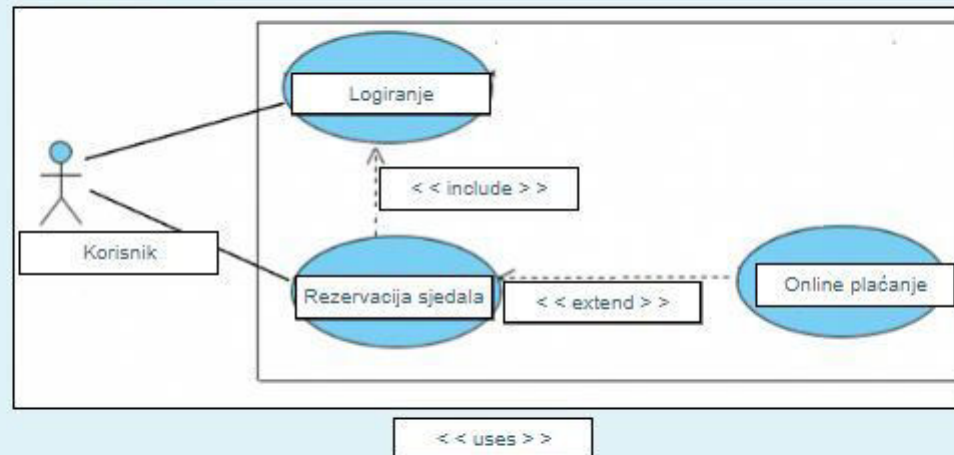 Logiranje
< < include > >
Korisnik
Rezervacija sjedala
< < extend > >
Online plaćanje
< < uses > >